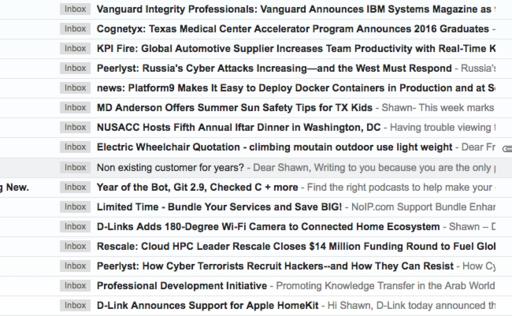 Inbox Vanguard Integrity Professionals: Vanguard Announces IBM Systems Magazine as
Inbox Cognetyx: Texas Medical Center Accelerator Program Announces 2016 Graduates -
Inbox KPI Fire: Global Automotive Supplier Increases Team Productivity with Real-Time K
Inbox Peerlyst: Russia's Cyber Attacks Increasing—and the West Must Respond - Russia's
Inbox news: Platform9 Makes It Easy to Deploy Docker Containers in Production and at S
Inbox MD Anderson Offers Summer Sun Safety Tips for TX Kids - Shawn- This week marks
Inbox NUSACC Hosts Fifth Annual Iftar Dinner in Washington, DC - Having trouble viewing
Inbox Electric Wheelchair Quotation - climbing moutain outdoor use light weight - Dear Fr
Inbox Non existing customer for years? - Dear Shawn, Writing to you because you are the only
g New. Inbox Year of the Bot, Git 2.9, Checked C + more - Find the right podcasts to help make your
Inbox Limited Time - Bundle Your Services and Save BIG! - NoIP.com Support Bundle Enhan
Inbox D-Links Adds 180-Degree Wi-Fi Camera to Connected Home Ecosystem - Shawn – D
Inbox Rescale: Cloud HPC Leader Rescale Closes $14 Million Funding Round to Fuel Glol
Inbox Peerlyst: How Cyber Terrorists Recruit Hackers--and How They Can Resist - How Cy
Inbox Professional Development Initiative - Promoting Knowledge Transfer in the Arab World
Inbox D-Link Announces Support for Apple HomeKit - Hi Shawn, D-Link today announced th